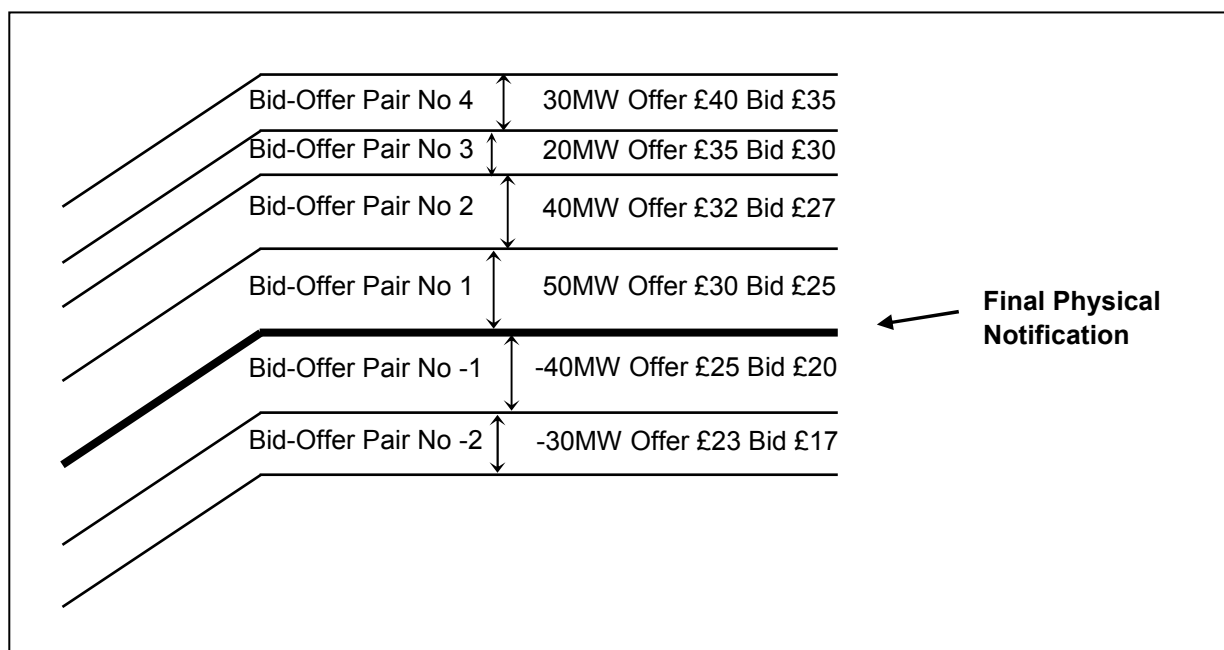 Bid-Offer Pair No 4 30MW Offer £40 Bid £35
Bid-Offer Pair No 3 20MW Offer £35 Bid £30
Bid-Offer Pair No 2 40MW Offer £32 Bid £27
Bid-Offer Pair No 1 50MW Offer £30 Bid £25
Final Physical
Notification
Bid-Offer Pair No -1 -40MW Offer £25 Bid £20
Bid-Offer Pair No -2 -30MW Offer £23 Bid £17